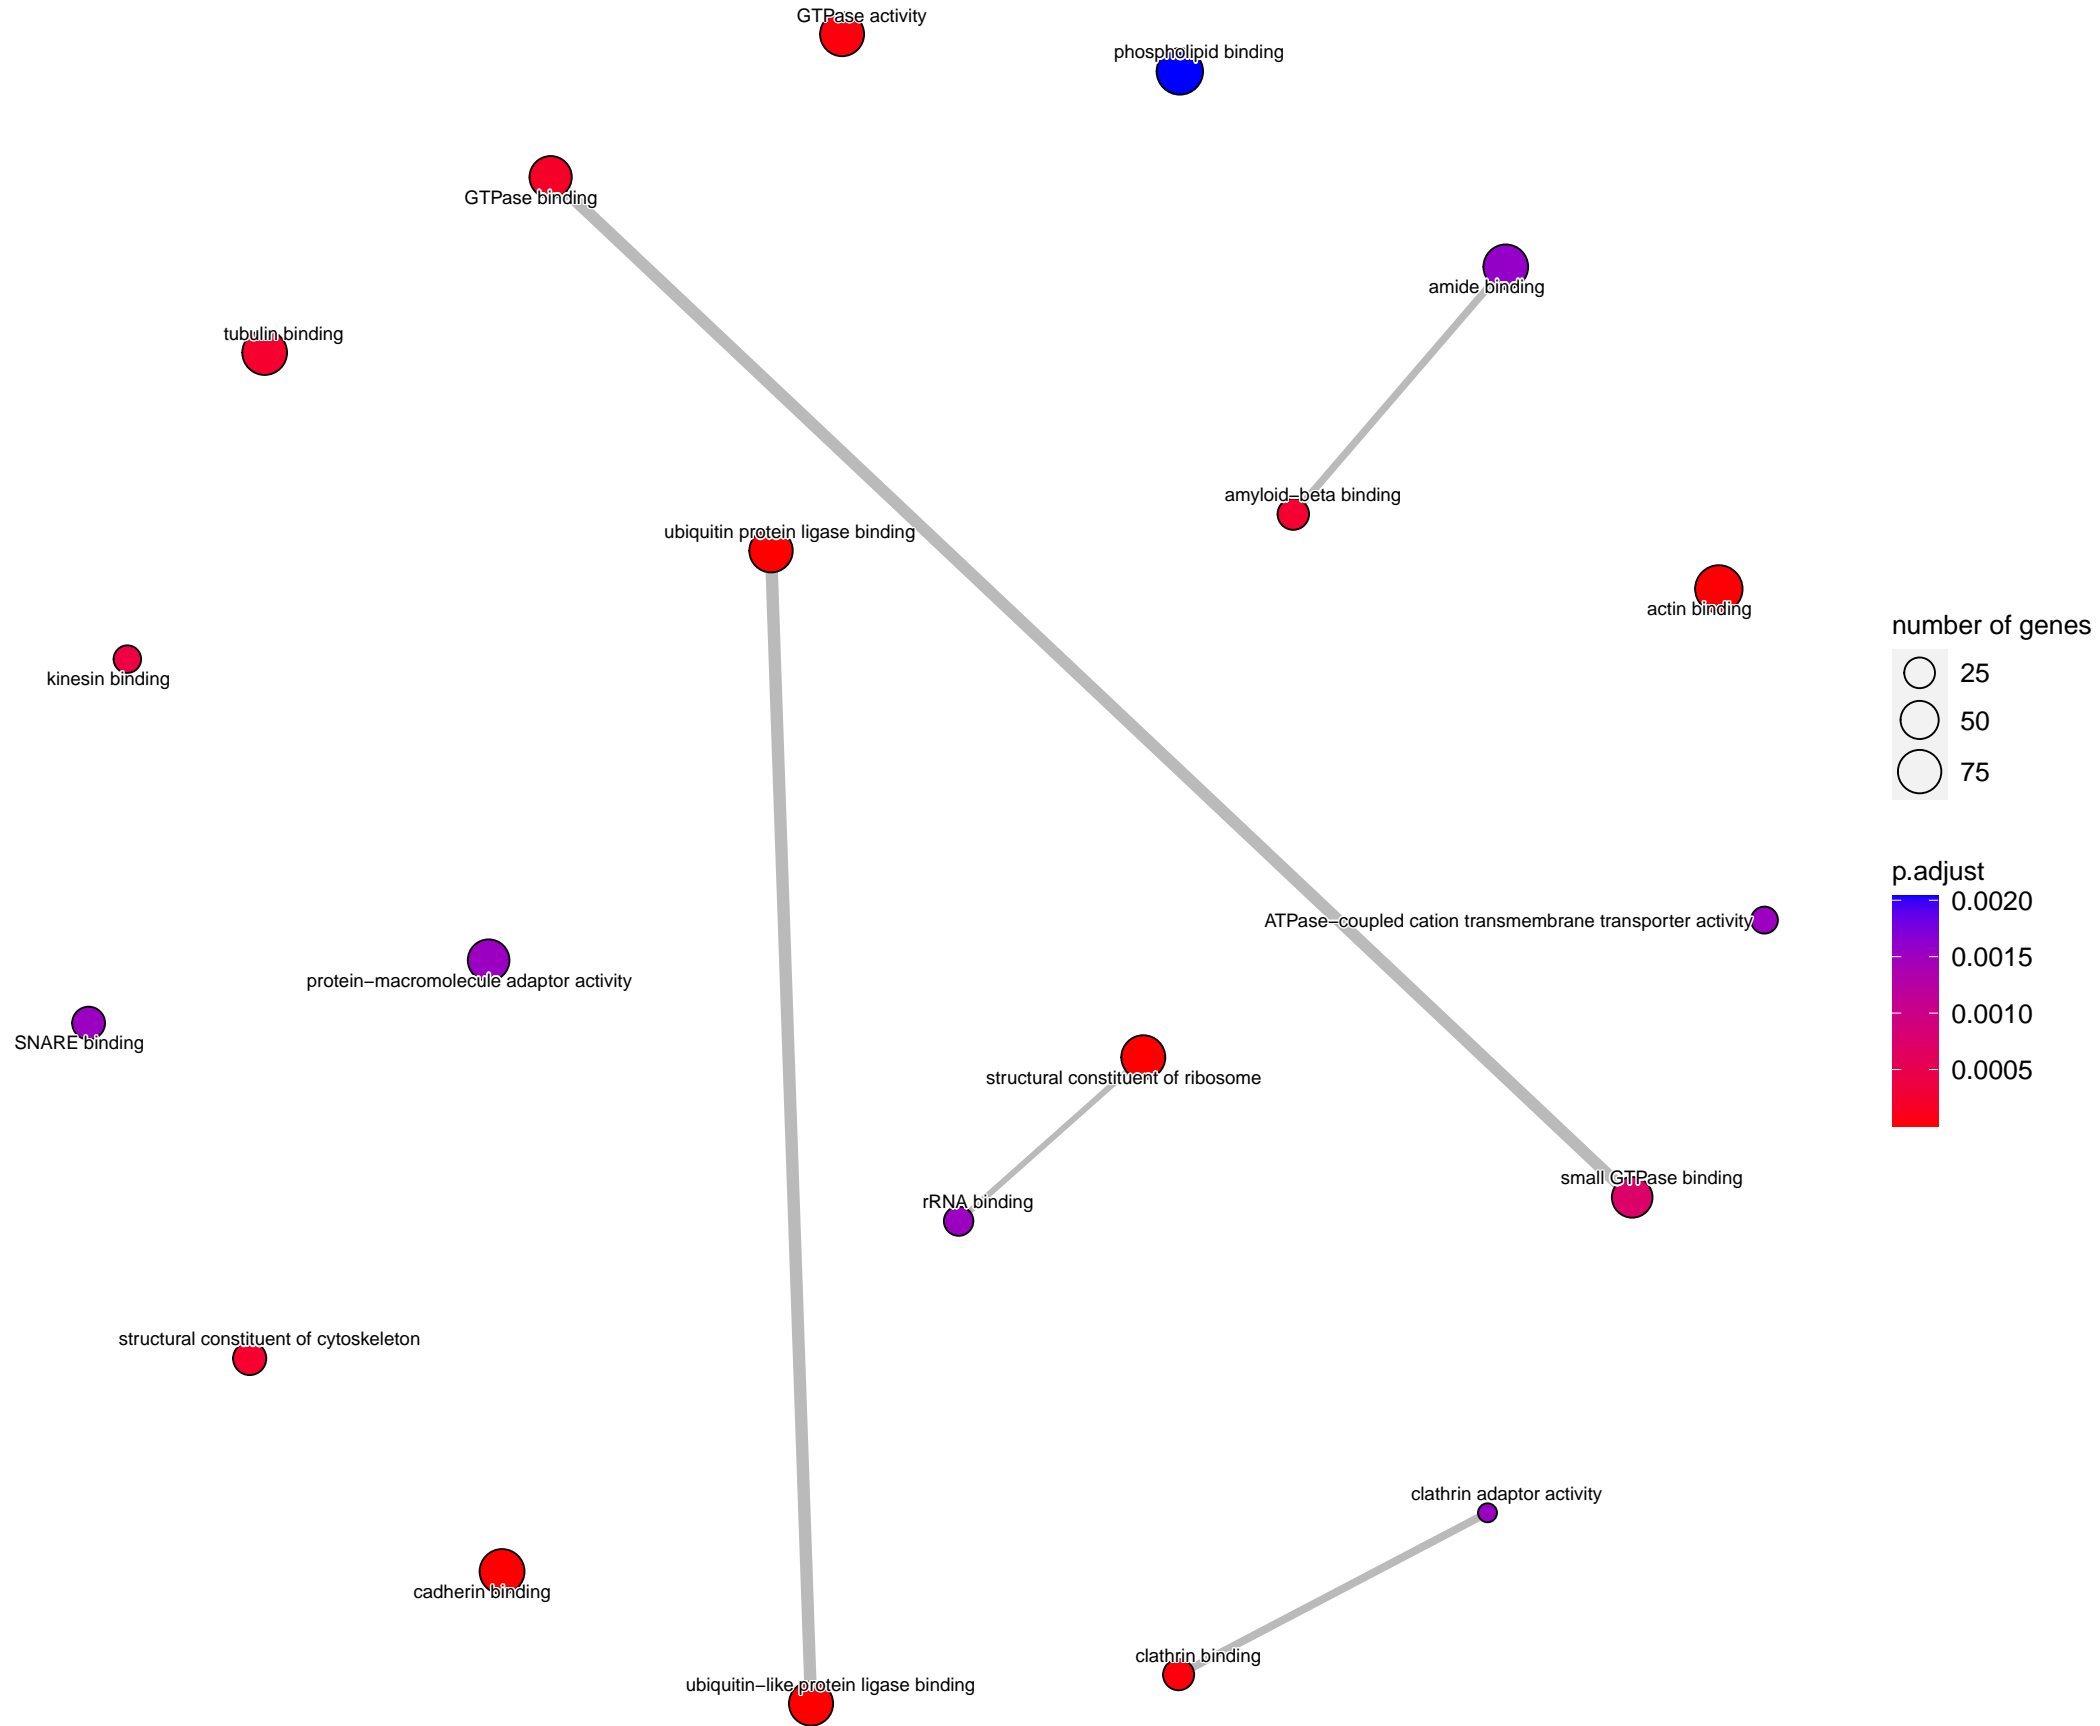 GTPase activity
phospholipid binding
GTPase binding
amide binding
tubulin binding
amyloid−beta binding
ubiquitin protein ligase binding
actin binding
kinesin binding
ATPase−coupled cation transmembrane transporter activity
protein−macromolecule adaptor activity
SNARE binding
structural constituent of ribosome
small GTPase binding
rRNA binding
structural constituent of cytoskeleton
clathrin adaptor activity
cadherin binding
clathrin binding
ubiquitin−like protein ligase binding
number of genes
25
50
75
p.adjust
0.0020
0.0015
0.0010
0.0005